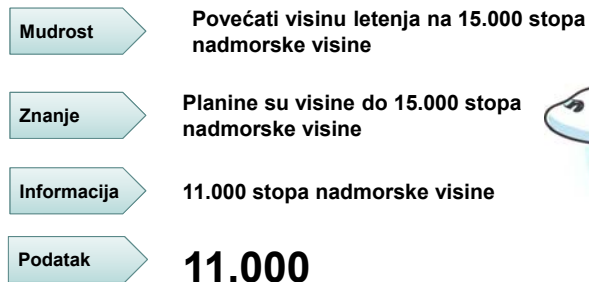 Mudrost
Povećati visinu letenja na 15.000 stopa
nadmorske visine
Znanje
Planine su visine do 15.000 stopa
nadmorske visine
Informacija
11.000 stopa nadmorske visine
Podatak
11.000